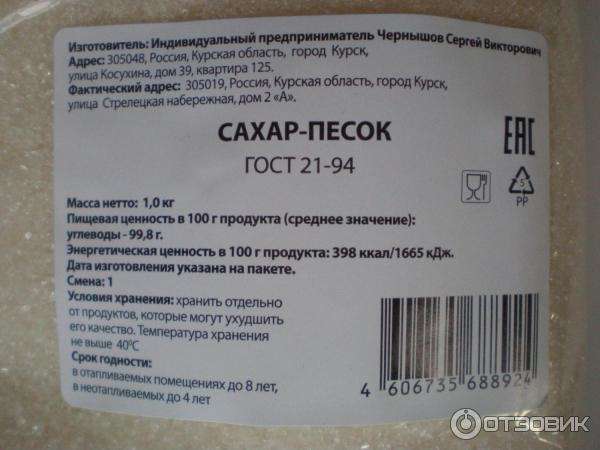 Изготовитель: Индивидуальный предприниматель Чернышов Сергей Викторович
Адрес: 305048, Россия, Курская область, город Курск,
улица Косухина, дом 39, квартира 125.
Фактический адрес: 305019, Россия, Курская область, город Курск,
улица Стрелецкая набережная, дом 2 «А».
САХАР-ПЕСОК
ГОСТ 21-94
EAC
5
PP
Масса нетто: 1,0 кг
Пищевая ценность в 100 г продукта (среднее значение):
углеводы - 99,8 г.
Энергетическая ценность в 100 г продукта: 398 ккал/1665 кДж.
Дата изготовления указана на пакете.
Смена: 1
Условия хранения: хранить отдельно
от продуктов, которые могут ухудшить
его качество. Температура хранения
не выше 40⁰С
Срок годности:
в отапливаемых помещениях до 8 лет,
в неотапливаемых до 4 лет
4 606735 688924
ОТЗОВИК